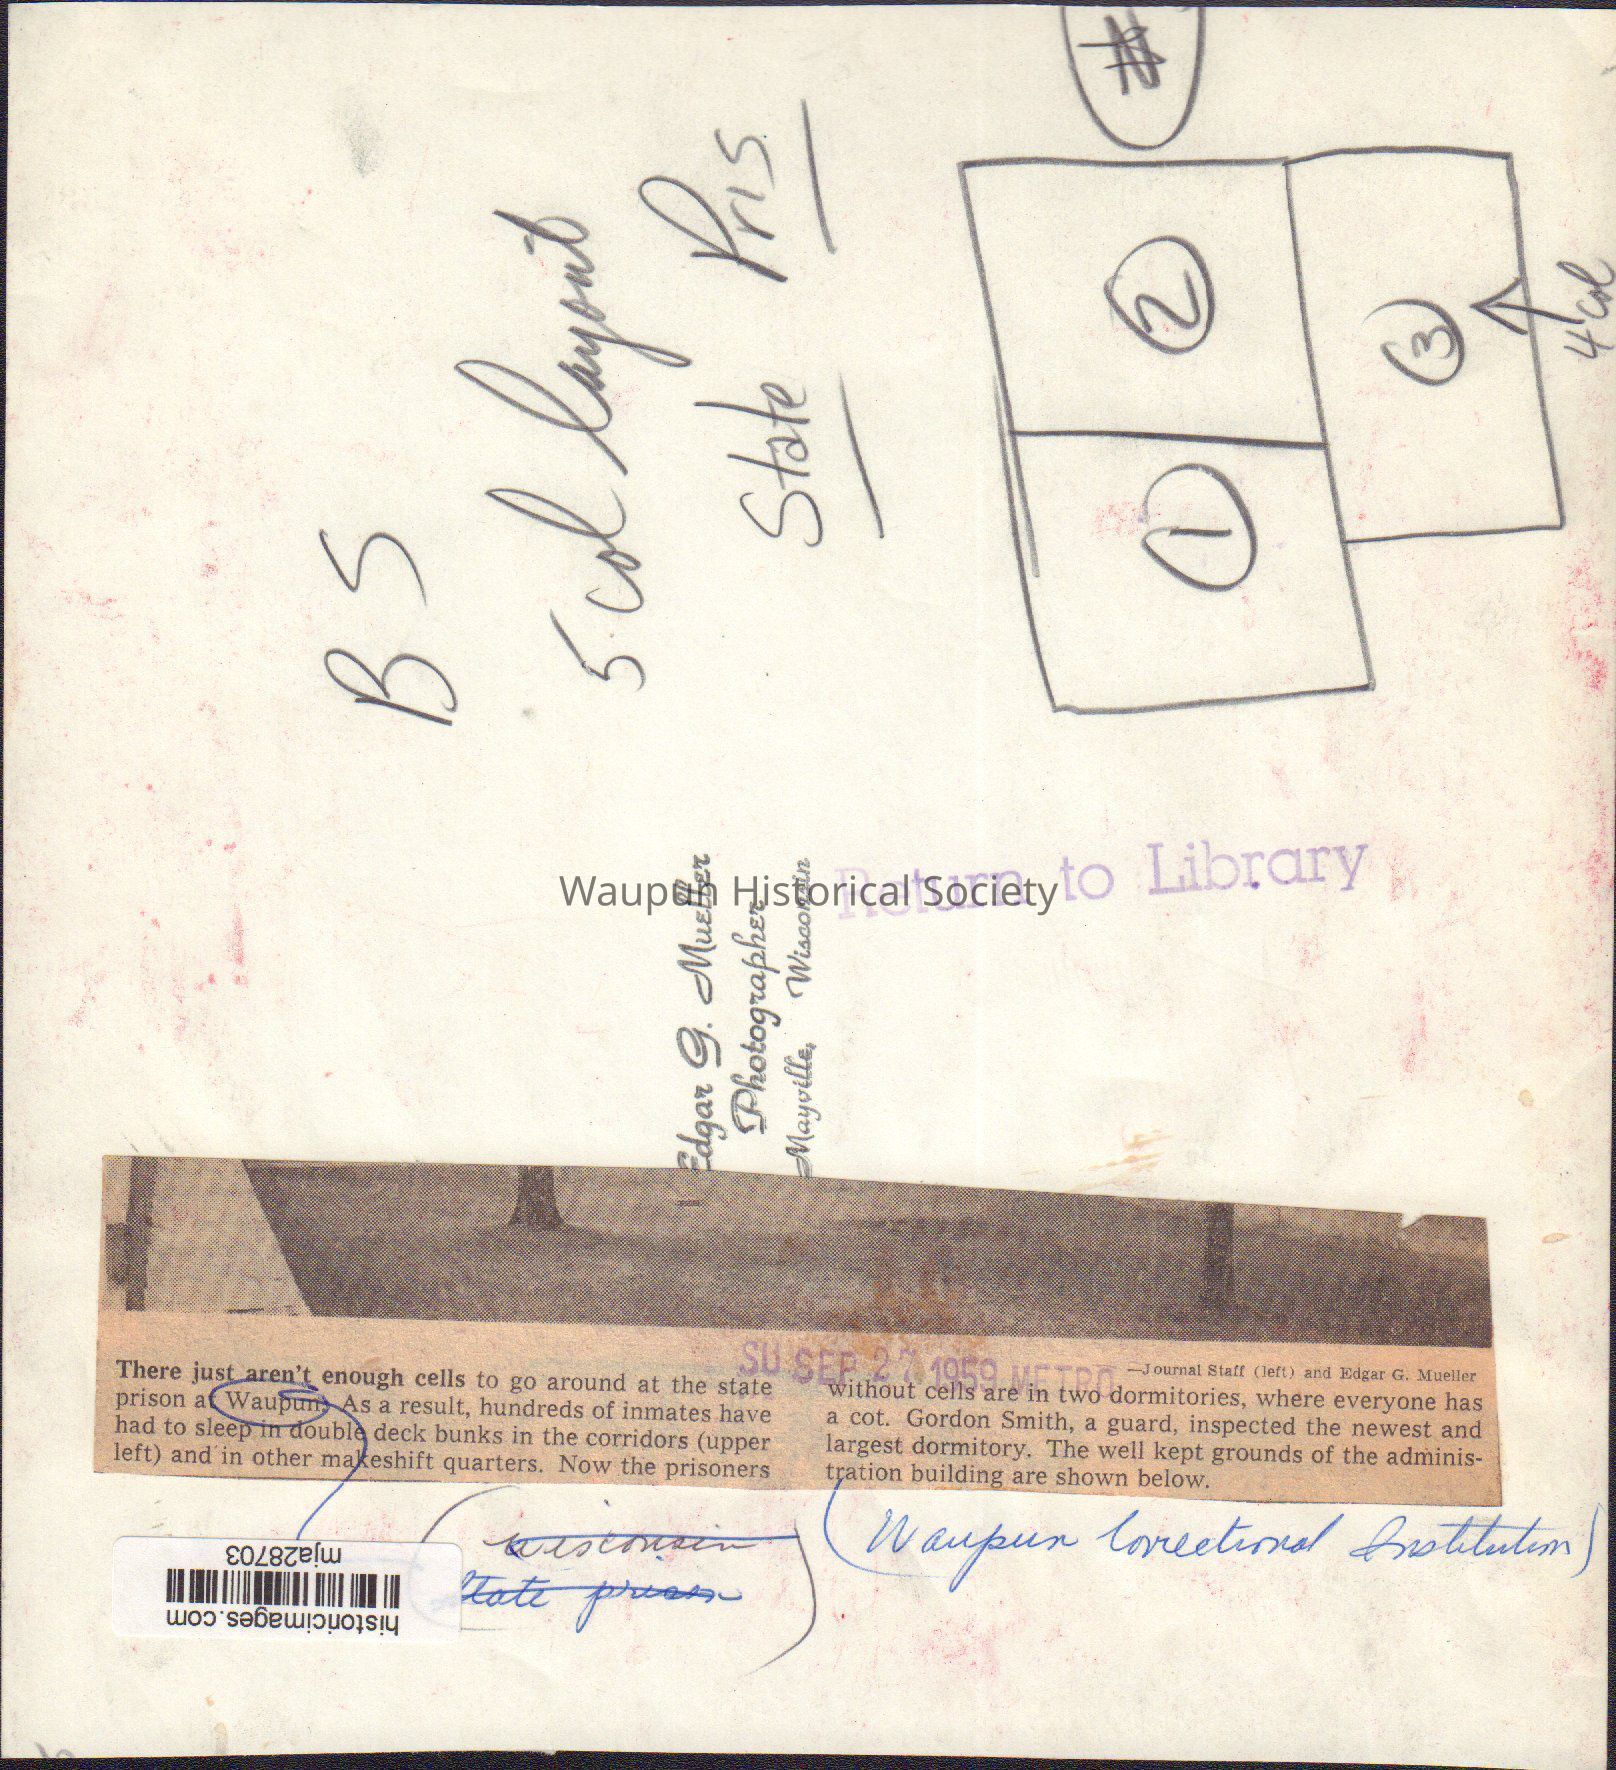 #
B S
5 col layout
State Pris
1
2
3
4 col
Edgar G. Mueller
Photographer
Mayville, Wisconsin
Return to Library
Waupun Historical Society
SU SEP 27 1959 METRO
—Journal Staff (left) and Edgar G. Mueller
There just aren't enough cells to go around at the state
prison at Waupun. As a result, hundreds of inmates have
had to sleep in double deck bunks in the corridors (upper
left) and in other makeshift quarters. Now the prisoners
without cells are in two dormitories, where everyone has
a cot. Gordon Smith, a guard, inspected the newest and
largest dormitory. The well kept grounds of the adminis-
tration building are shown below.
(Wisconsin
State prison)
(Waupun Correctional Institution)
historicimages.com
mja28703